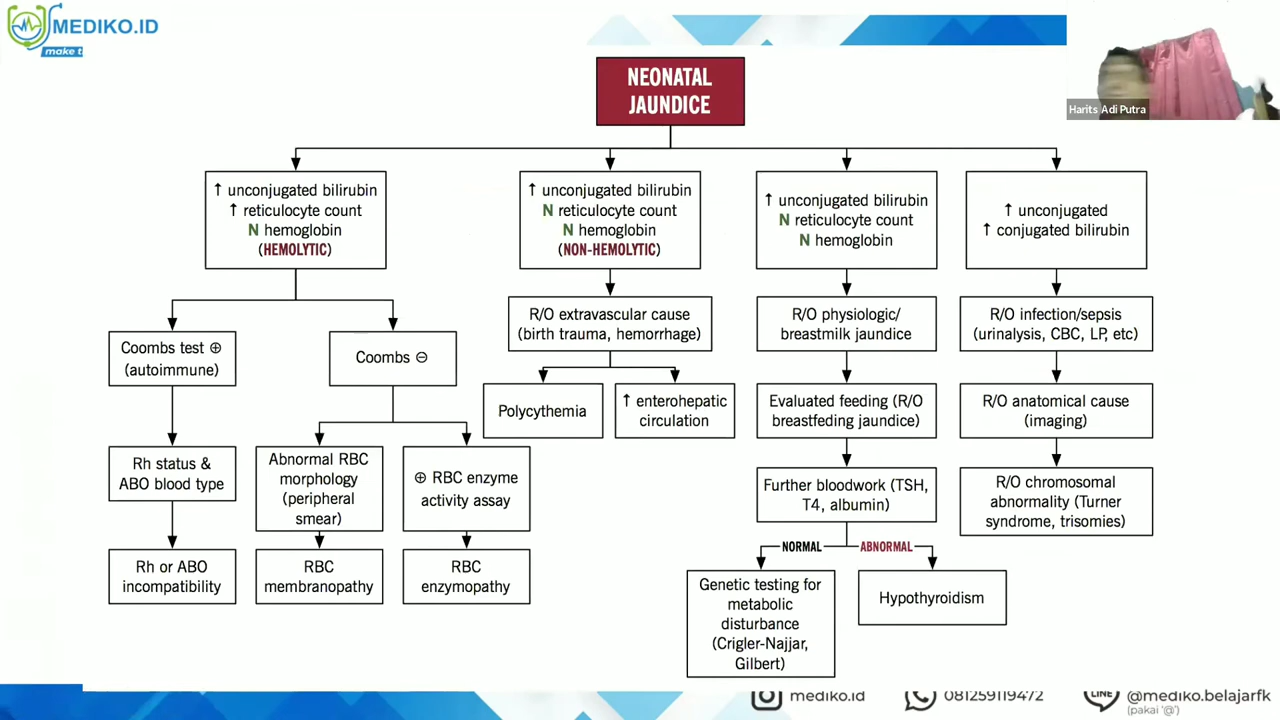 MEDIKO.ID
make t
Harits Adi Putra
NEONATAL
JAUNDICE
↑ unconjugated bilirubin
↑ reticulocyte count
N hemoglobin
(HEMOLYTIC)
↑ unconjugated bilirubin
N reticulocyte count
N hemoglobin
(NON-HEMOLYTIC)
↑ unconjugated bilirubin
N reticulocyte count
N hemoglobin
↑ unconjugated
↑ conjugated bilirubin
Coombs test ⊕
(autoimmune)
Coombs ⊖
R/O extravascular cause
(birth trauma, hemorrhage)
R/O physiologic/
breastmilk jaundice
R/O infection/sepsis
(urinalysis, CBC, LP, etc)
Polycythemia
↑ enterohepatic
circulation
Evaluated feeding (R/O
breastfeding jaundice)
R/O anatomical cause
(imaging)
Rh status &
ABO blood type
Abnormal RBC
morphology
(peripheral
smear)
⊕ RBC enzyme
activity assay
Further bloodwork (TSH,
T4, albumin)
R/O chromosomal
abnormality (Turner
syndrome, trisomies)
NORMAL
ABNORMAL
Rh or ABO
incompatibility
RBC
membranopathy
RBC
enzymopathy
Genetic testing for
metabolic
disturbance
(Crigler-Najjar,
Gilbert)
Hypothyroidism
mediko.id
081259119472
LINE
@mediko.belajarfk
(pakai '@')